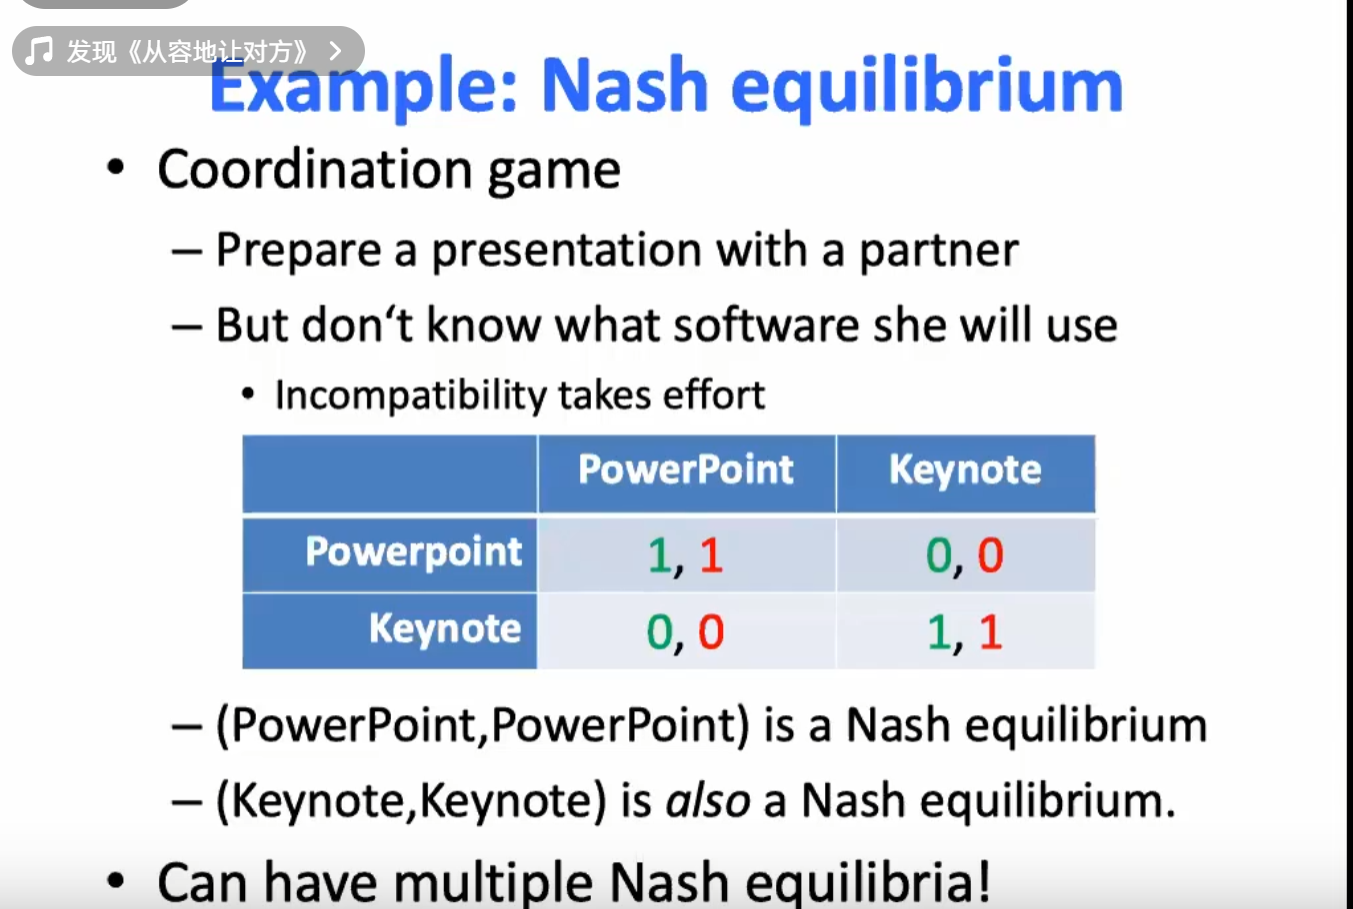 发现《从容地让对方》 >
Example: Nash equilibrium
• Coordination game
– Prepare a presentation with a partner
– But don‘t know what software she will use
• Incompatibility takes effort
PowerPoint Keynote
Powerpoint 1, 1 0, 0
Keynote 0, 0 1, 1
– (PowerPoint,PowerPoint) is a Nash equilibrium
– (Keynote,Keynote) is also a Nash equilibrium.
• Can have multiple Nash equilibria!